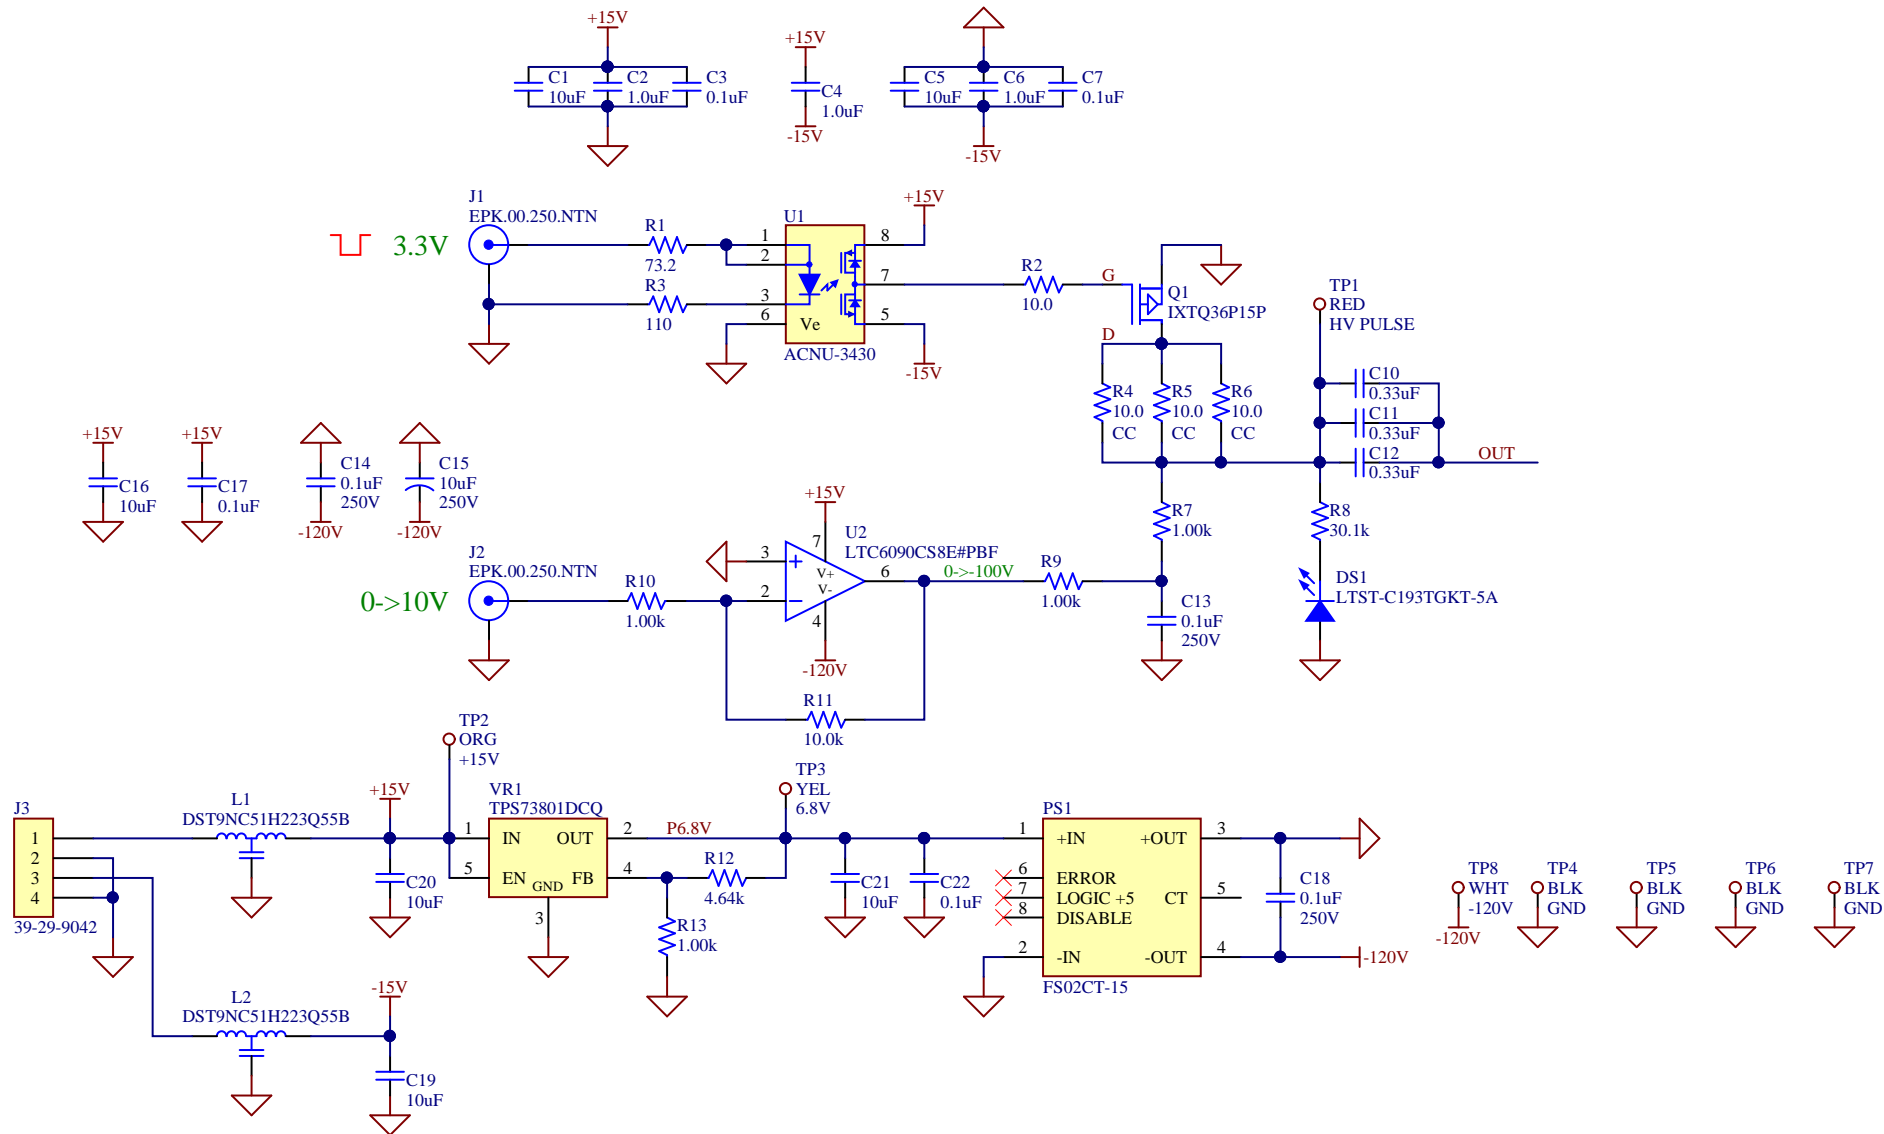 +15V
C1
10uF
C2
1.0uF
C3
0.1uF
+15V
C4
1.0uF
-15V
C5
10uF
C6
1.0uF
C7
0.1uF
-15V
J1
EPK.00.250.NTN
3.3V
R1
73.2
R3
110
U1
1
2
3
6
Ve
8
7
5
ACNU-3430
+15V
-15V
R2
10.0
G
Q1
IXTQ36P15P
D
R4
10.0
CC
R5
10.0
CC
R6
10.0
CC
TP1
RED
HV PULSE
C10
0.33uF
C11
0.33uF
C12
0.33uF
OUT
+15V
C16
10uF
+15V
C17
0.1uF
C14
0.1uF
250V
-120V
C15
10uF
250V
-120V
J2
EPK.00.250.NTN
0->10V
R10
1.00k
+15V
U2
LTC6090CS8E#PBF
7
3
2
V+
V-
6
4
-120V
0->-100V
R11
10.0k
R9
1.00k
R7
1.00k
C13
0.1uF
250V
R8
30.1k
DS1
LTST-C193TGKT-5A
J3
1
2
3
4
39-29-9042
L1
DST9NC51H223Q55B
+15V
C20
10uF
TP2
ORG
+15V
VR1
TPS73801DCQ
1
IN
OUT
2
5
EN
GND
FB
4
3
P6.8V
R12
4.64k
R13
1.00k
TP3
YEL
6.8V
C21
10uF
C22
0.1uF
PS1
1
+IN
+OUT
3
6
ERROR
7
LOGIC +5
CT
5
8
DISABLE
2
-IN
-OUT
4
FS02CT-15
C18
0.1uF
250V
-120V
TP8
WHT
-120V
-120V
TP4
BLK
GND
TP5
BLK
GND
TP6
BLK
GND
TP7
BLK
GND
L2
DST9NC51H223Q55B
-15V
C19
10uF